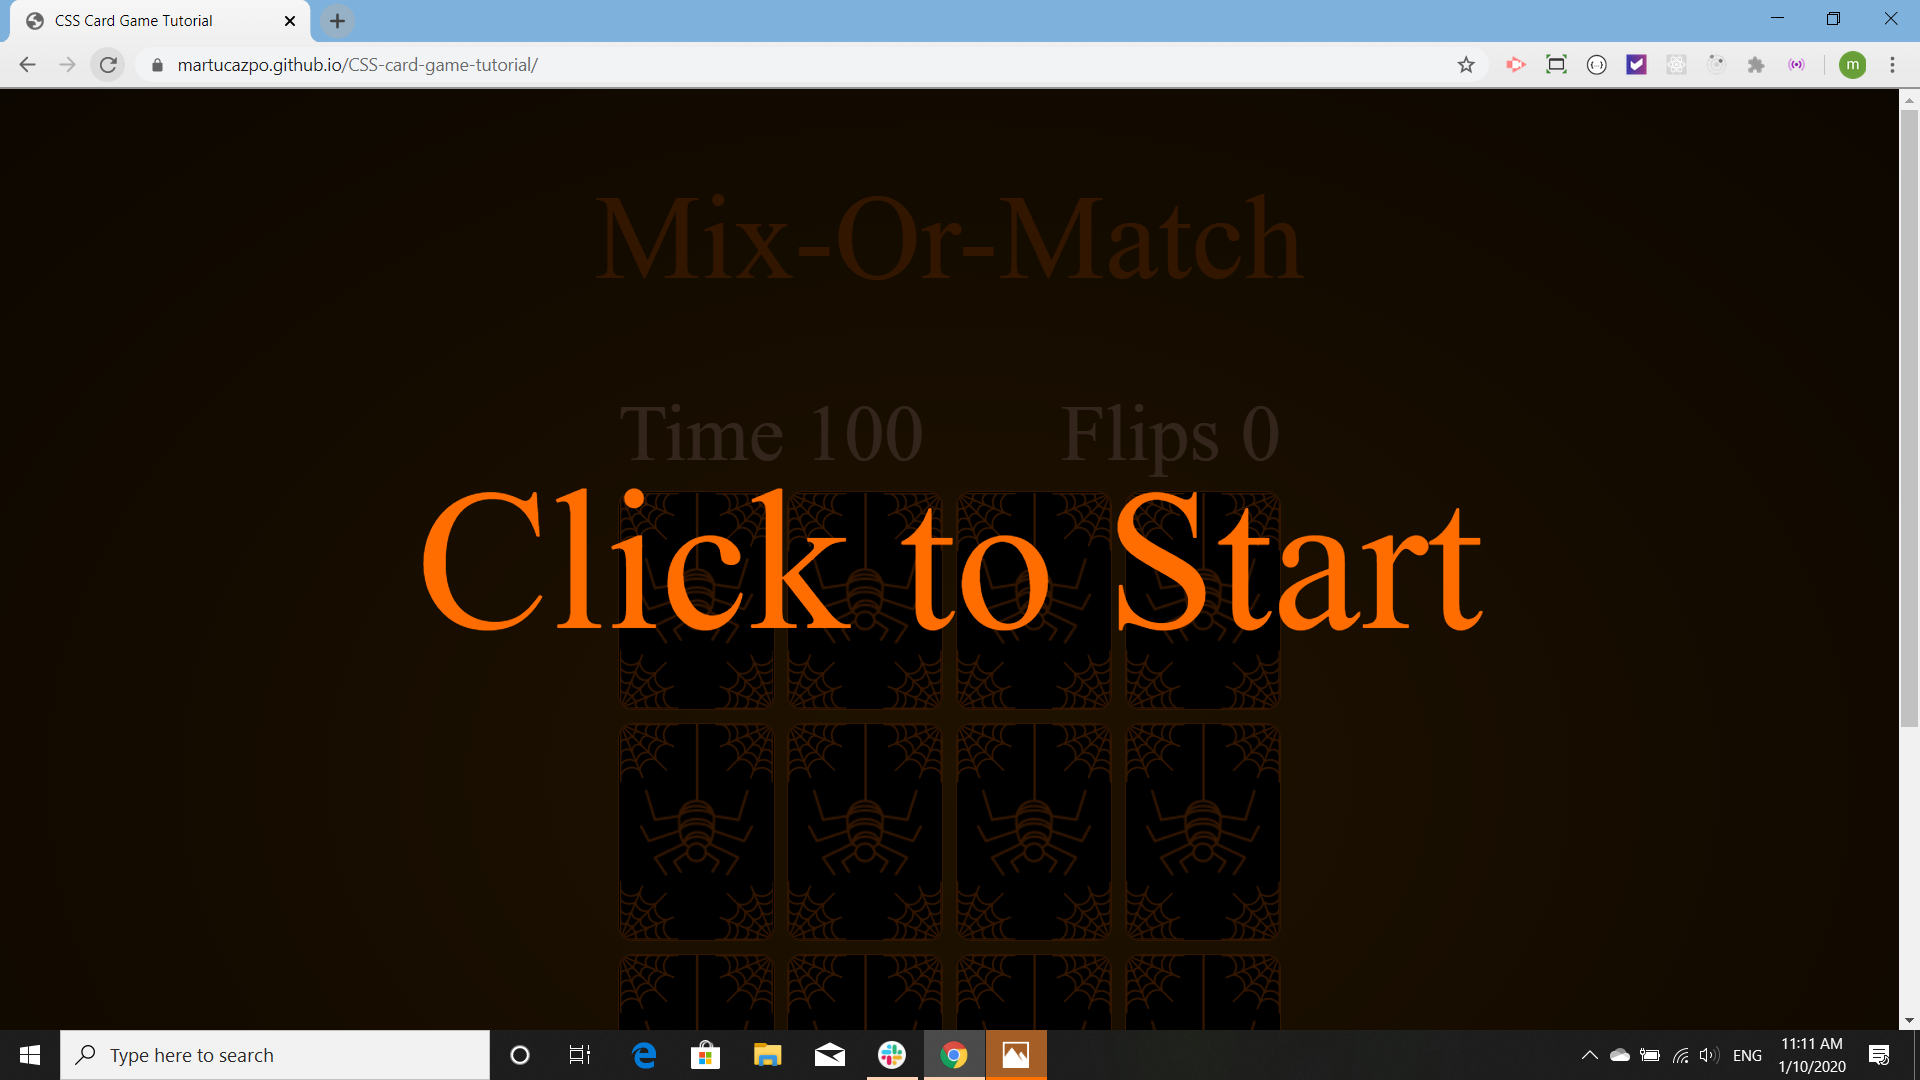 CSS Card Game Tutorial
martucazpo.github.io/CSS-card-game-tutorial/
m
Mix-Or-Match
Time 100 Flips 0
Click to Start
Type here to search
ENG
11:11 AM
1/10/2020